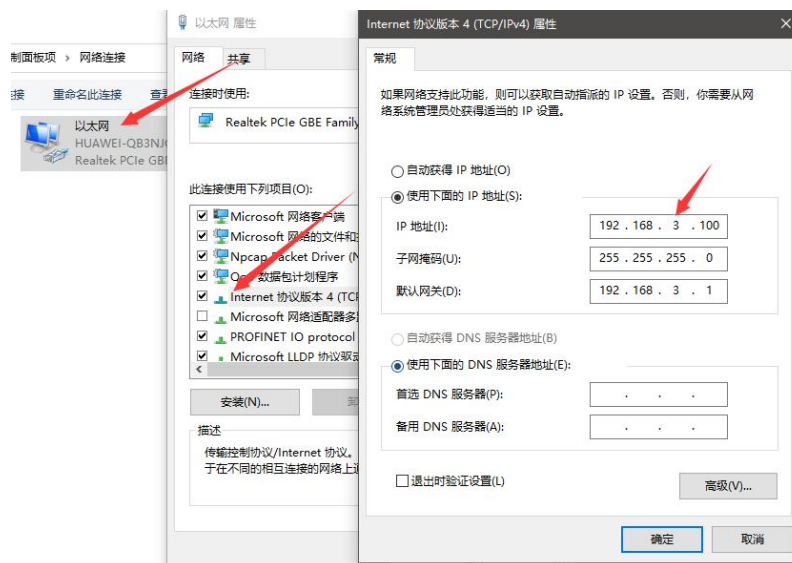 制面板项 › 网络连接
接 重命名此连接
以太网
HUAWEI-QB3NJ
Realtek PCIe GBI
以太网 属性
网络 共享
连接时使用:
Realtek PCIe GBE Family
此连接使用下列项目(O):
Microsoft 网络客户端
Microsoft 网络的文件和
Npcap Packet Driver (N
QoS 数据包计划程序
Internet 协议版本 4 (TCP
Microsoft 网络适配器多
PROFINET IO protocol
Microsoft LLDP 协议驱动
安装(N)...
描述
传输控制协议/Internet 协议。
于在不同的相互连接的网络上
Internet 协议版本 4 (TCP/IPv4) 属性
常规
如果网络支持此功能，则可以获取自动指派的 IP 设置。否则，你需要从网
络系统管理员处获得适当的 IP 设置。
自动获得 IP 地址(O)
使用下面的 IP 地址(S):
IP 地址(I): 192 . 168 . 3 . 100
子网掩码(U): 255 . 255 . 255 . 0
默认网关(D): 192 . 168 . 3 . 1
自动获得 DNS 服务器地址(B)
使用下面的 DNS 服务器地址(E):
首选 DNS 服务器(P): . . .
备用 DNS 服务器(A): . . .
退出时验证设置(L)
高级(V)...
确定 取消